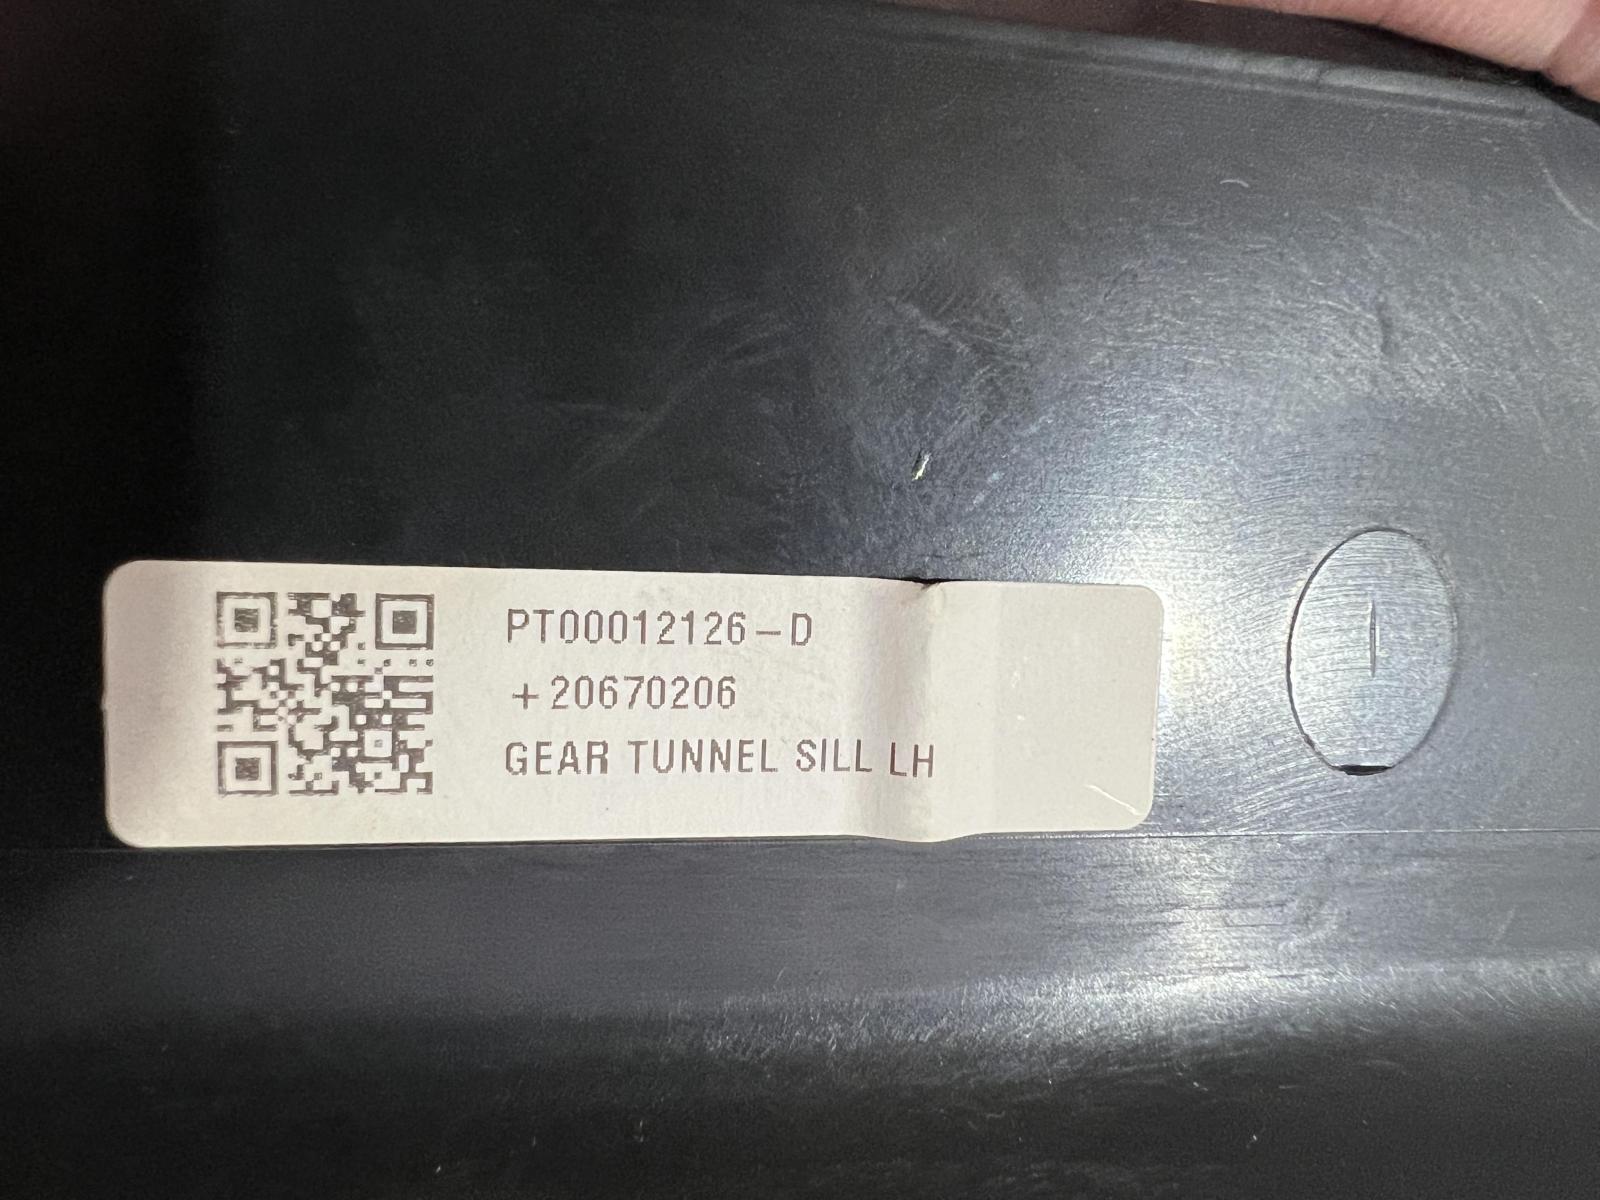 PT00012126-D
+20670206
GEAR TUNNEL SILL LH